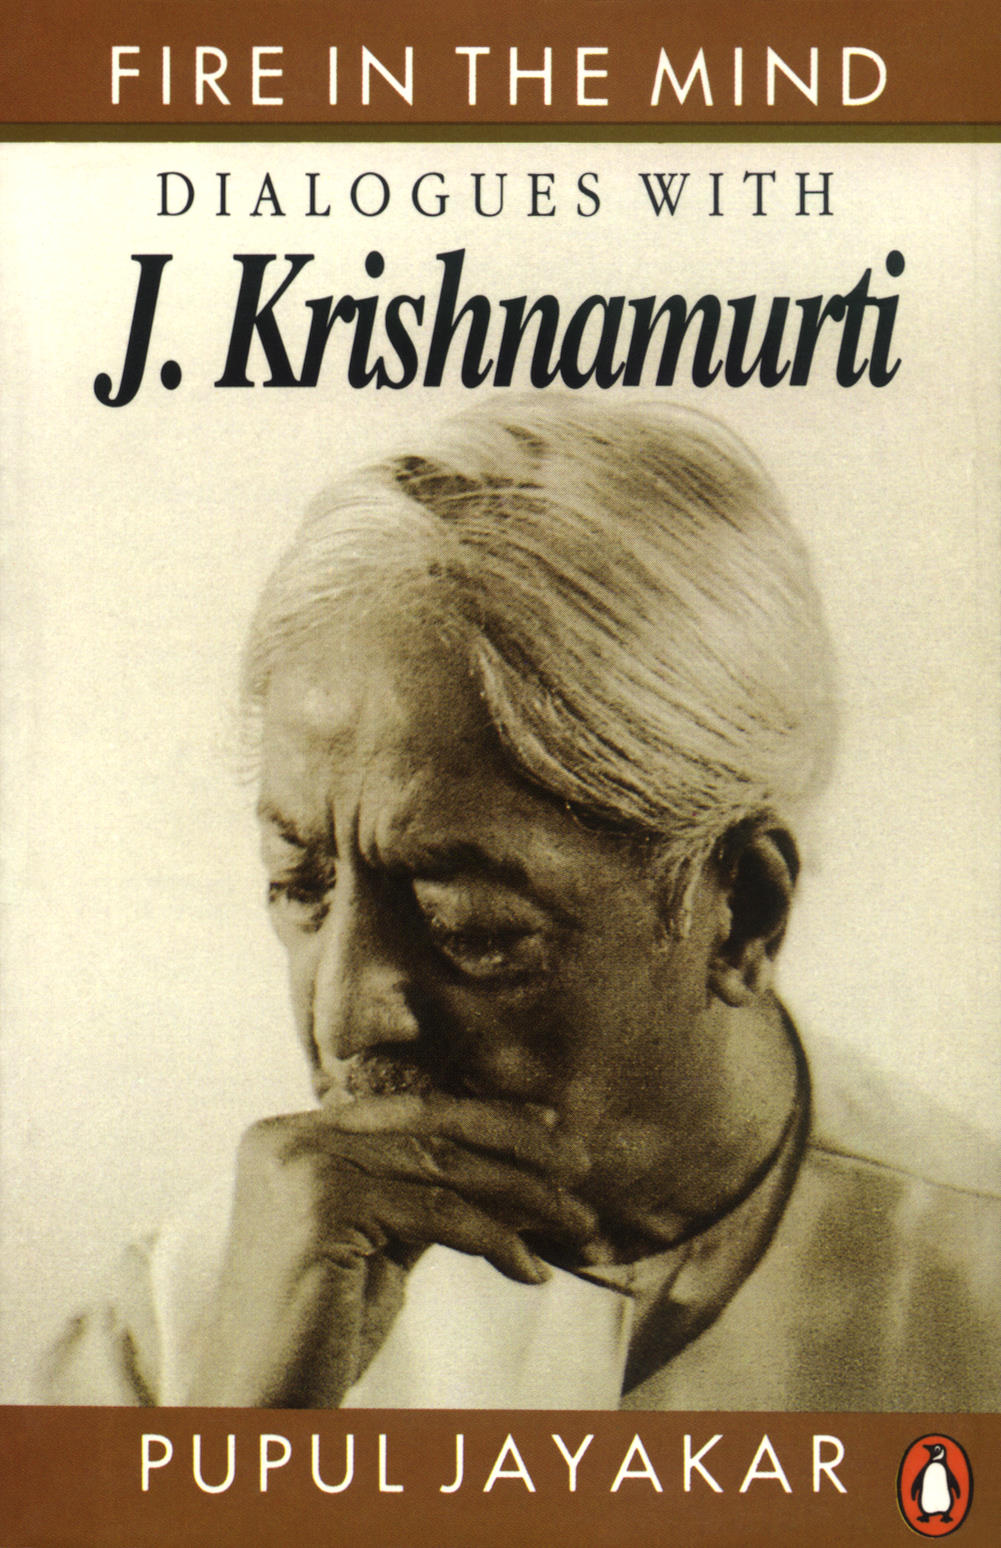 FIRE IN THE MIND
DIALOGUES WITH
J. Krishnamurti
PUPUL JAYAKAR